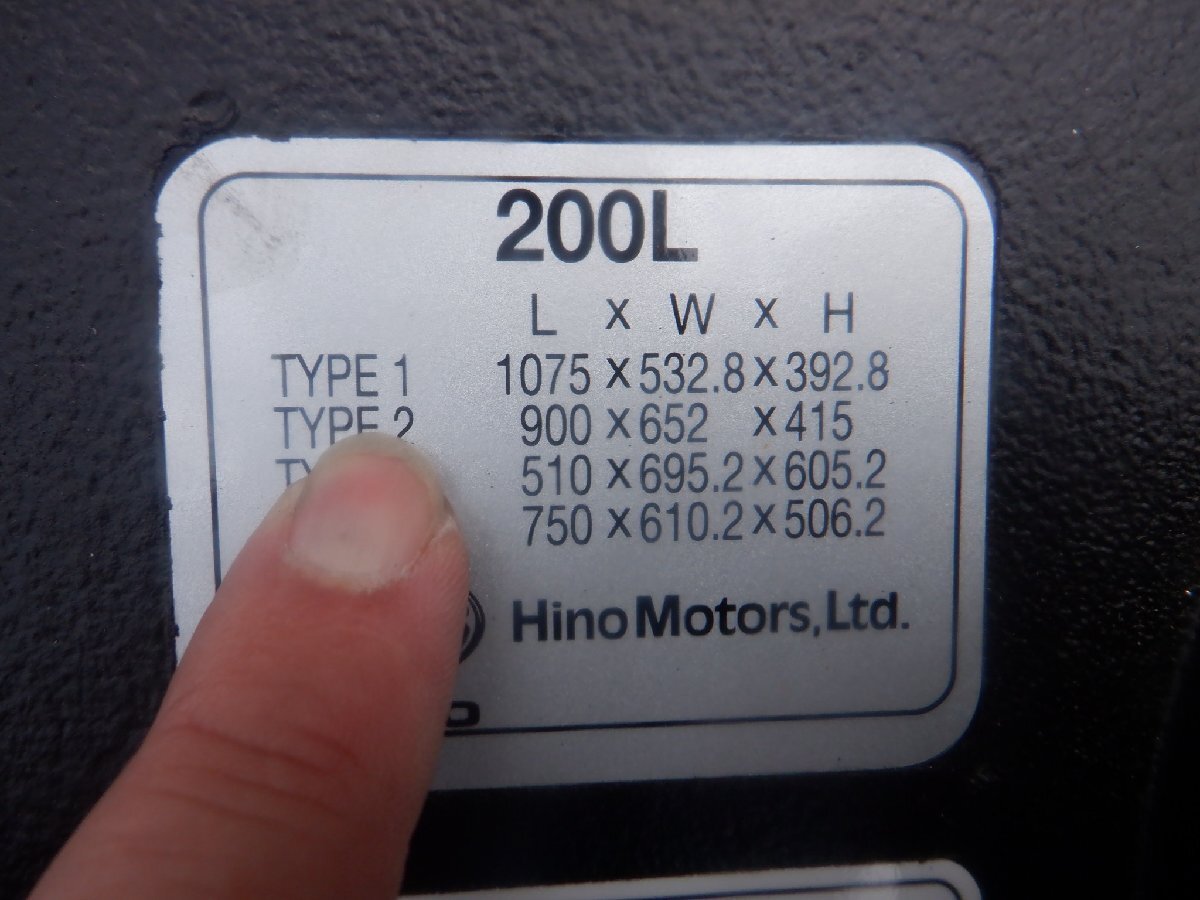 200L
L x W x H
TYPE 1 1075 x 532.8 x 392.8
TYPE 2 900 x 652 x 415
510 x 695.2 x 605.2
750 x 610.2 x 506.2
Hino Motors, Ltd.